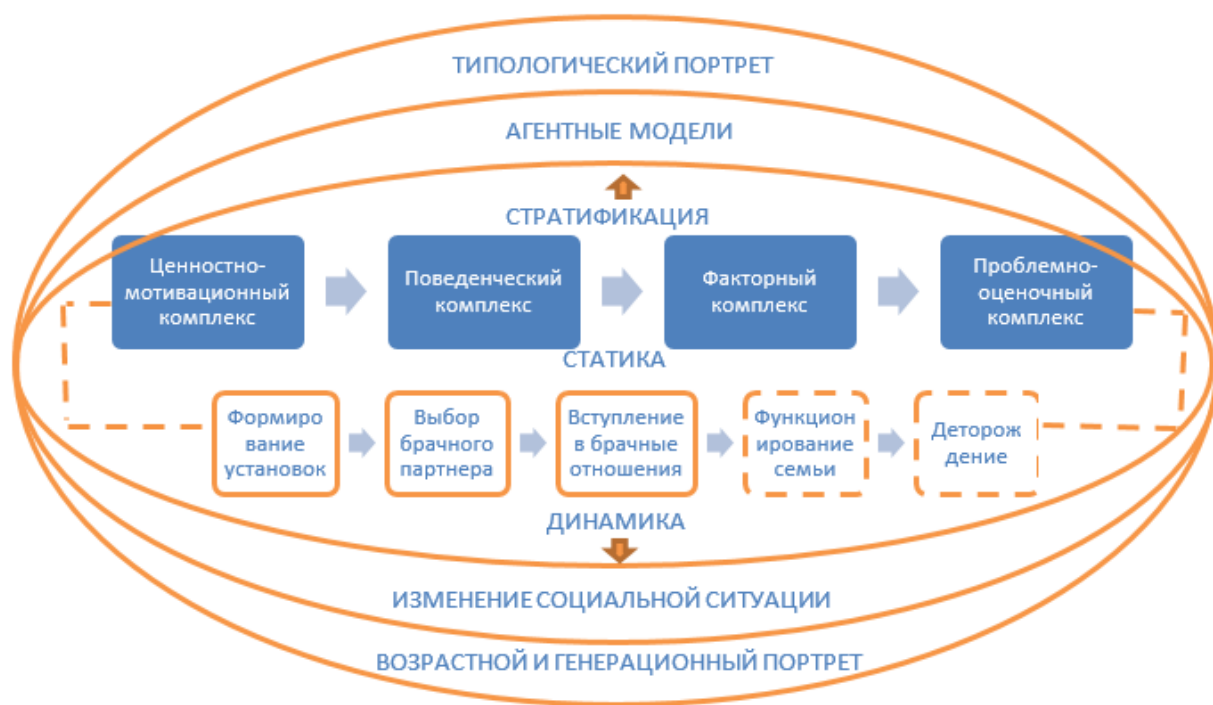 ТИПОЛОГИЧЕСКИЙ ПОРТРЕТ
АГЕНТНЫЕ МОДЕЛИ
СТРАТИФИКАЦИЯ
Ценностно-
мотивационный
комплекс
Поведенческий
комплекс
Факторный
комплекс
Проблемно-
оценочный
комплекс
СТАТИКА
Формиро
вание
установок
Выбор
брачного
партнера
Вступление
в брачные
отношения
Функцион
ирование
семьи
Деторож
дение
ДИНАМИКА
ИЗМЕНЕНИЕ СОЦИАЛЬНОЙ СИТУАЦИИ
ВОЗРАСТНОЙ И ГЕНЕРАЦИОННЫЙ ПОРТРЕТ